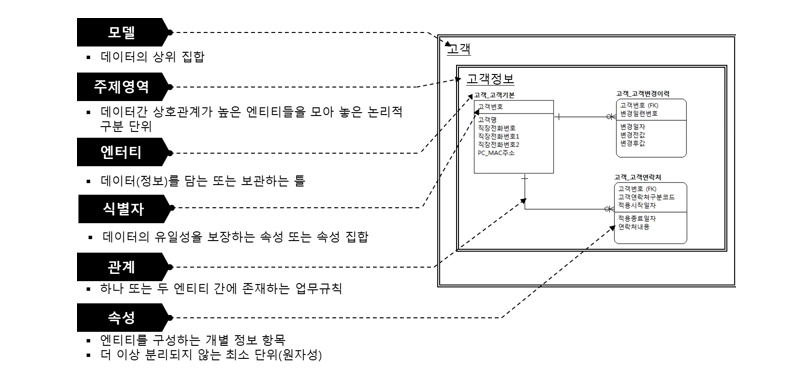 모델
▪ 데이터의 상위 집합
주제영역
▪ 데이터간 상호관계가 높은 엔티티들을 모아 놓은 논리적
구분 단위
엔터티
▪ 데이터(정보)를 담는 또는 보관하는 틀
식별자
▪ 데이터의 유일성을 보장하는 속성 또는 속성 집합
관계
▪ 하나 또는 두 엔티티 간에 존재하는 업무규칙
속성
▪ 엔티티를 구성하는 개별 정보 항목
▪ 더 이상 분리되지 않는 최소 단위(원자성)
고객
고객정보
고객_고객기본
고객번호
고객명
직장전화번호
직장전화번호1
직장전화번호2
PC_MAC주소
고객_고객변경이력
고객번호 (FK)
변경일련번호
변경일자
변경전값
변경후값
고객_고객연락처
고객번호 (FK)
고객연락처구분코드
적용시작일자
적용종료일자
연락처내용